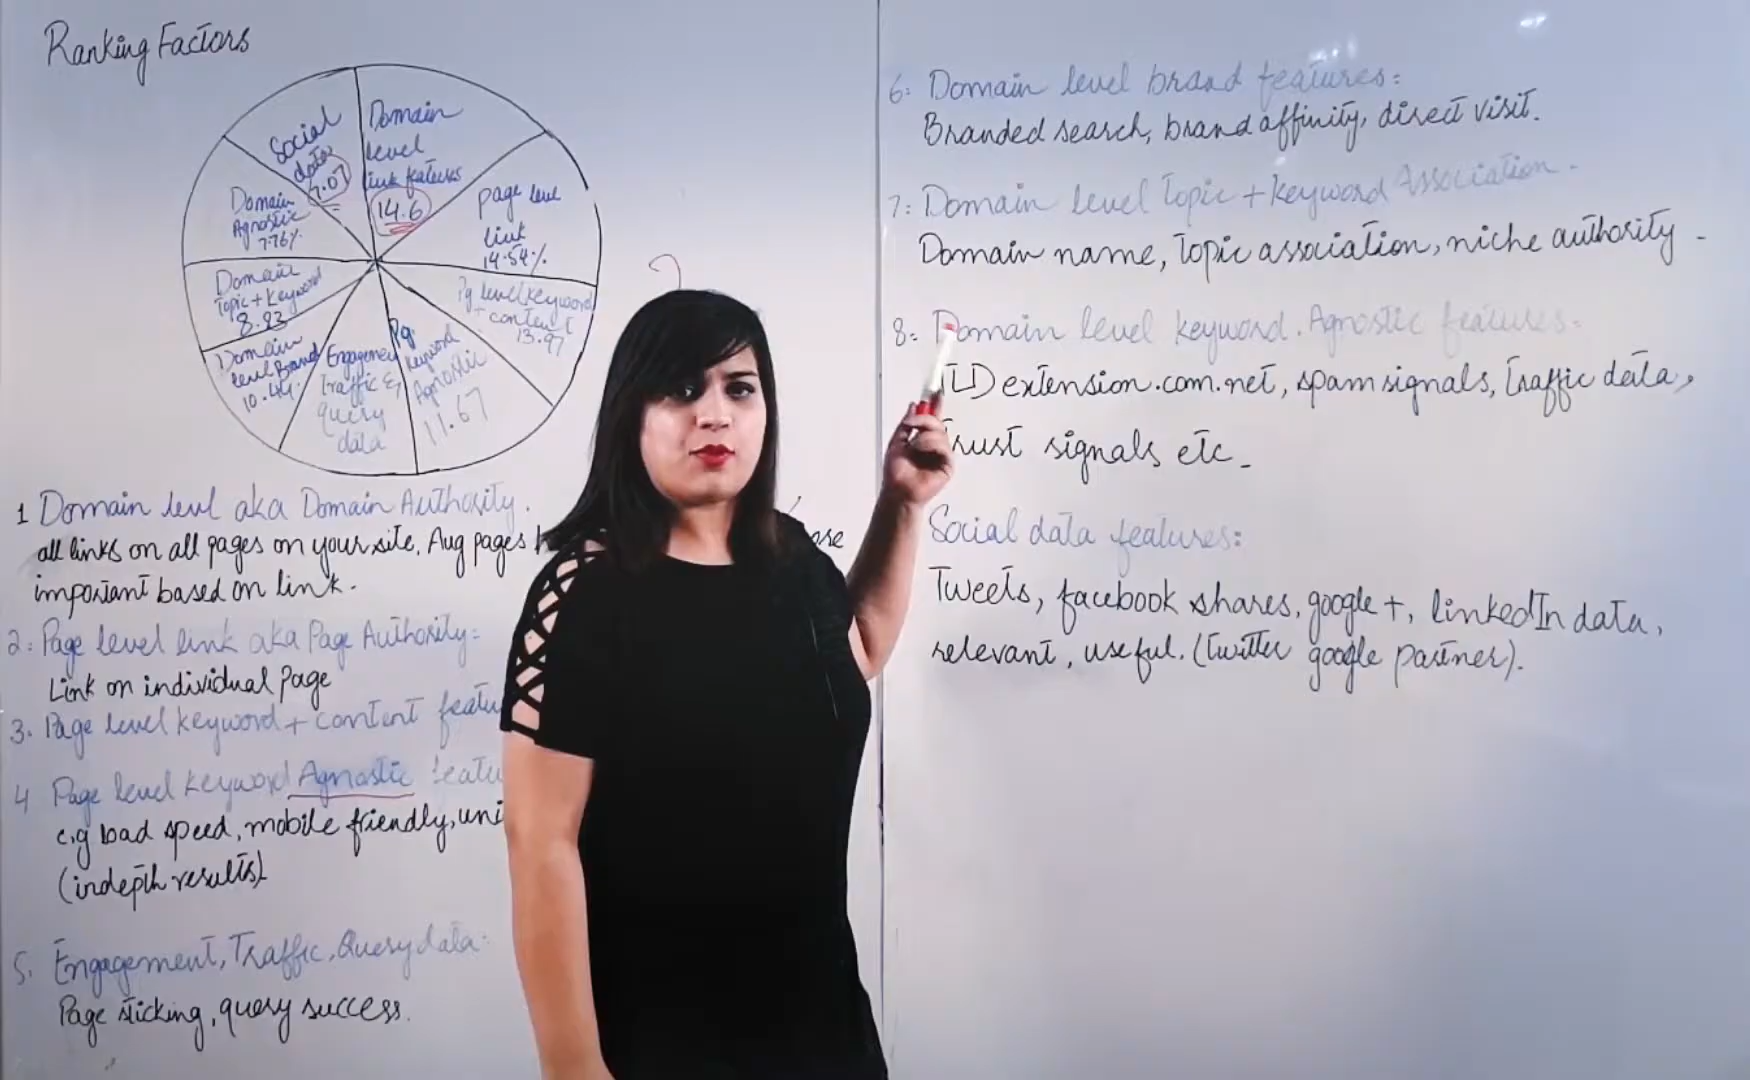 Ranking Factors
Social
data
7.07
Domain
level
link features
14.6
page level
link
14.54%
Pg level keyword
+ content
13.97
Pg.
keyword
Agnostic
11.67
Engagement
Traffic &
query
data
Domain
level Brand
10.44.
Domain
Topic + Keyword
8.83
Domain
Agnostic
7.76%
1 Domain level aka Domain Authority.
all links on all pages on your site. Aug pages
important based on link.
2: Page level link aka Page Authority:
Link on individual Page
3. Page level keyword + content featu
4 Page level keyword Agnostic featu
e.g load speed, mobile friendly, uni
(indepth results)
5. Engagement, Traffic, Query data:
Page sticking, query success.
6: Domain level brand features:
Branded search, brand affinity, direct visit.
7: Domain level Topic + Keyword Association.
Domain name, Topic association, niche authority.
8: Domain level keyword. Agnostic features:
TLD extension .com .net, spam signals, traffic data,
Trust signals etc.
Social data features:
Tweets, facebook shares, google +, linkedIn data,
relevant, useful. (twitter google partner).